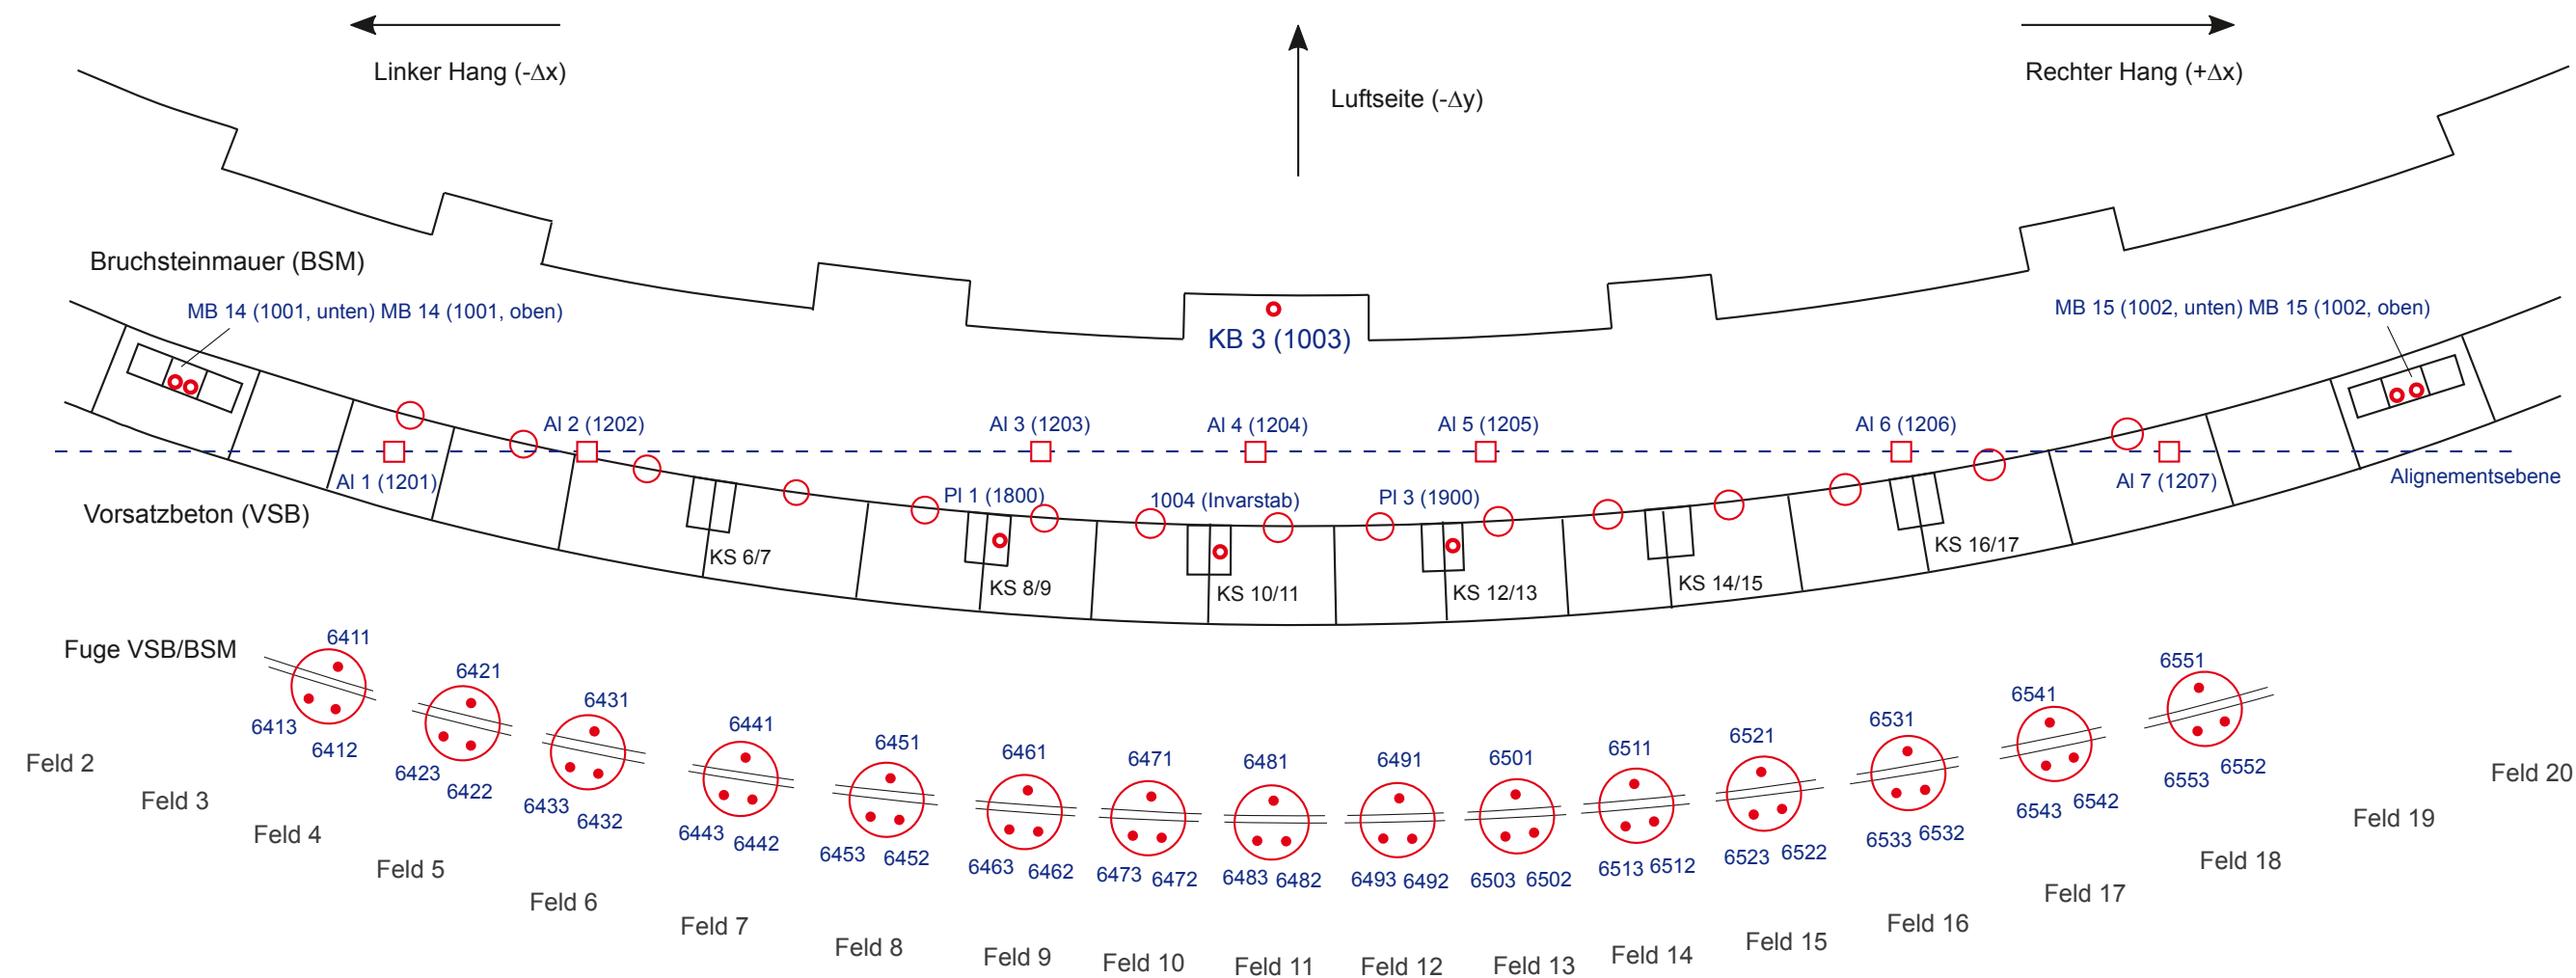 Linker Hang (-Δx)
Luftseite (-Δy)
Rechter Hang (+Δx)
Bruchsteinmauer (BSM)
MB 14 (1001, unten) MB 14 (1001, oben)
KB 3 (1003)
MB 15 (1002, unten) MB 15 (1002, oben)
Al 1 (1201)
Al 2 (1202)
Al 3 (1203)
Al 4 (1204)
Al 5 (1205)
Al 6 (1206)
Al 7 (1207)
Alignementsebene
Vorsatzbeton (VSB)
Pl 1 (1800)
1004 (Invarstab)
Pl 3 (1900)
KS 6/7
KS 8/9
KS 10/11
KS 12/13
KS 14/15
KS 16/17
Fuge VSB/BSM
6411
6413
6412
6421
6423
6422
6431
6433
6432
6441
6443
6442
6451
6453
6452
6461
6463
6462
6471
6473
6472
6481
6483
6482
6491
6493
6492
6501
6503
6502
6511
6513
6512
6521
6523
6522
6531
6533
6532
6541
6543
6542
6551
6553
6552
Feld 2
Feld 3
Feld 4
Feld 5
Feld 6
Feld 7
Feld 8
Feld 9
Feld 10
Feld 11
Feld 12
Feld 13
Feld 14
Feld 15
Feld 16
Feld 17
Feld 18
Feld 19
Feld 20